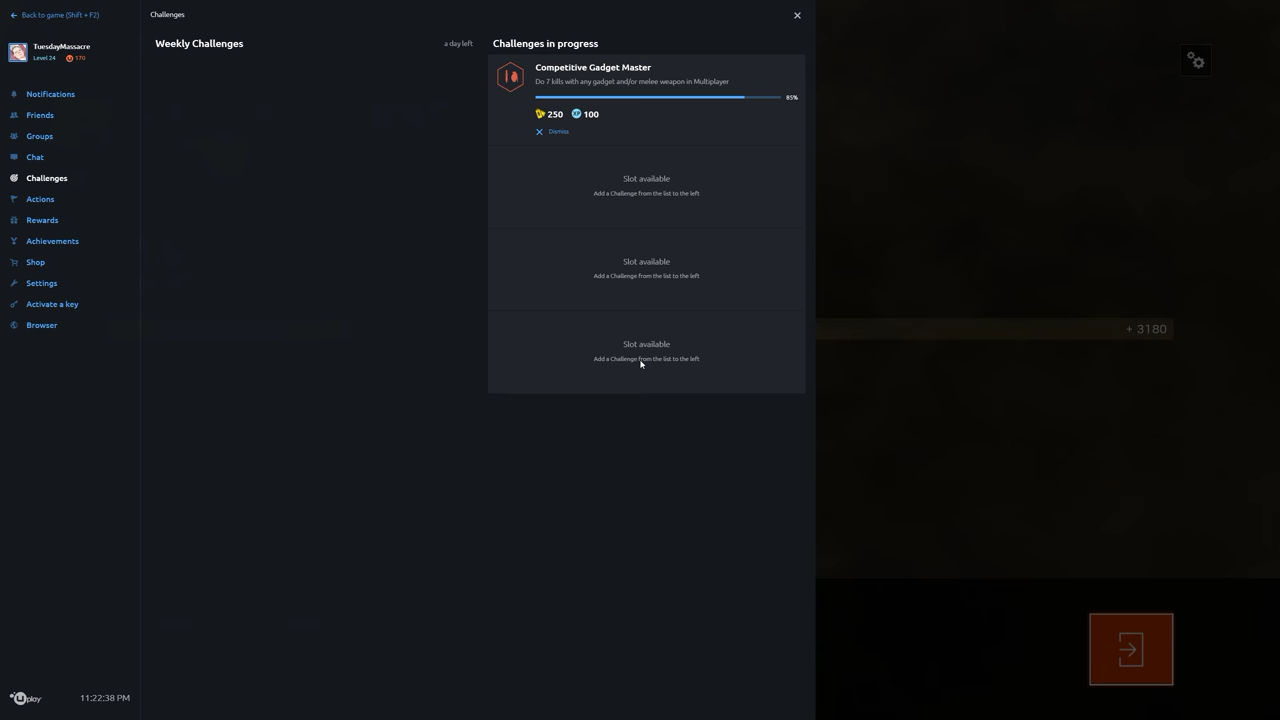 Back to game (Shift + F2)
TuesdayMassacre
Level 24 170
Notifications
Friends
Groups
Chat
Challenges
Actions
Rewards
Achievements
Shop
Settings
Activate a key
Browser
uplay 11:22:38 PM
Challenges
Weekly Challenges a day left
Challenges in progress
Competitive Gadget Master
Do 7 kills with any gadget and/or melee weapon in Multiplayer
85%
250 XP 100
Dismiss
Slot available
Add a Challenge from the list to the left
Slot available
Add a Challenge from the list to the left
Slot available
Add a Challenge from the list to the left
+ 3180